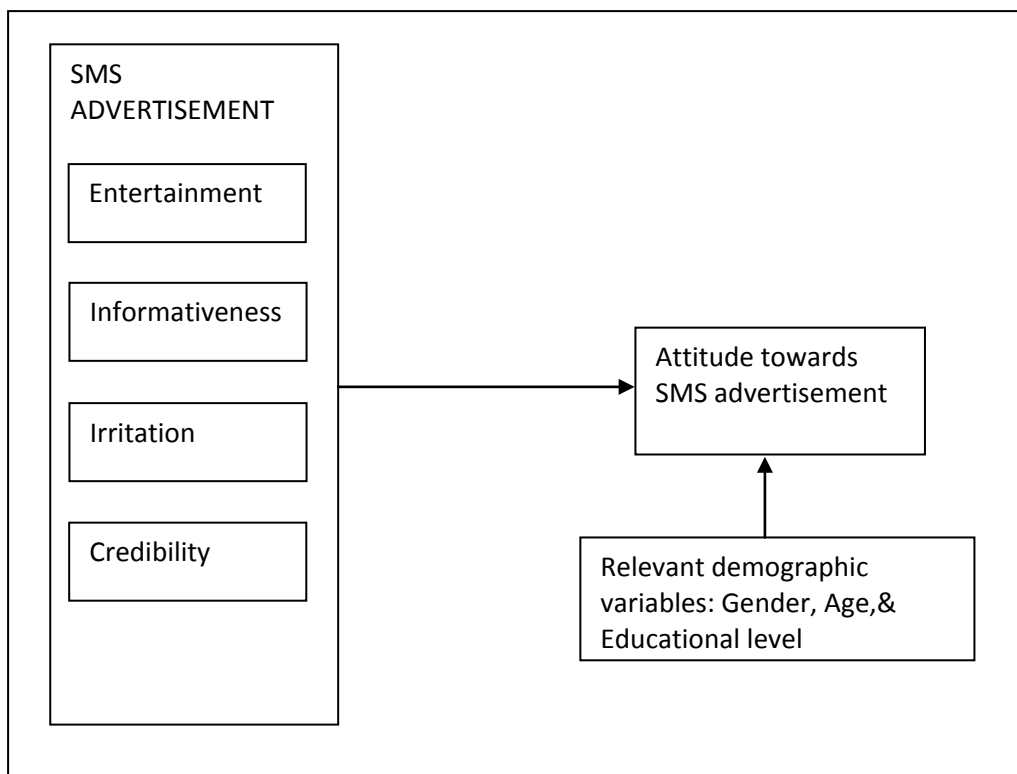 SMS
ADVERTISEMENT
Entertainment
Informativeness
Irritation
Credibility
Attitude towards
SMS advertisement
Relevant demographic
variables: Gender, Age,&
Educational level